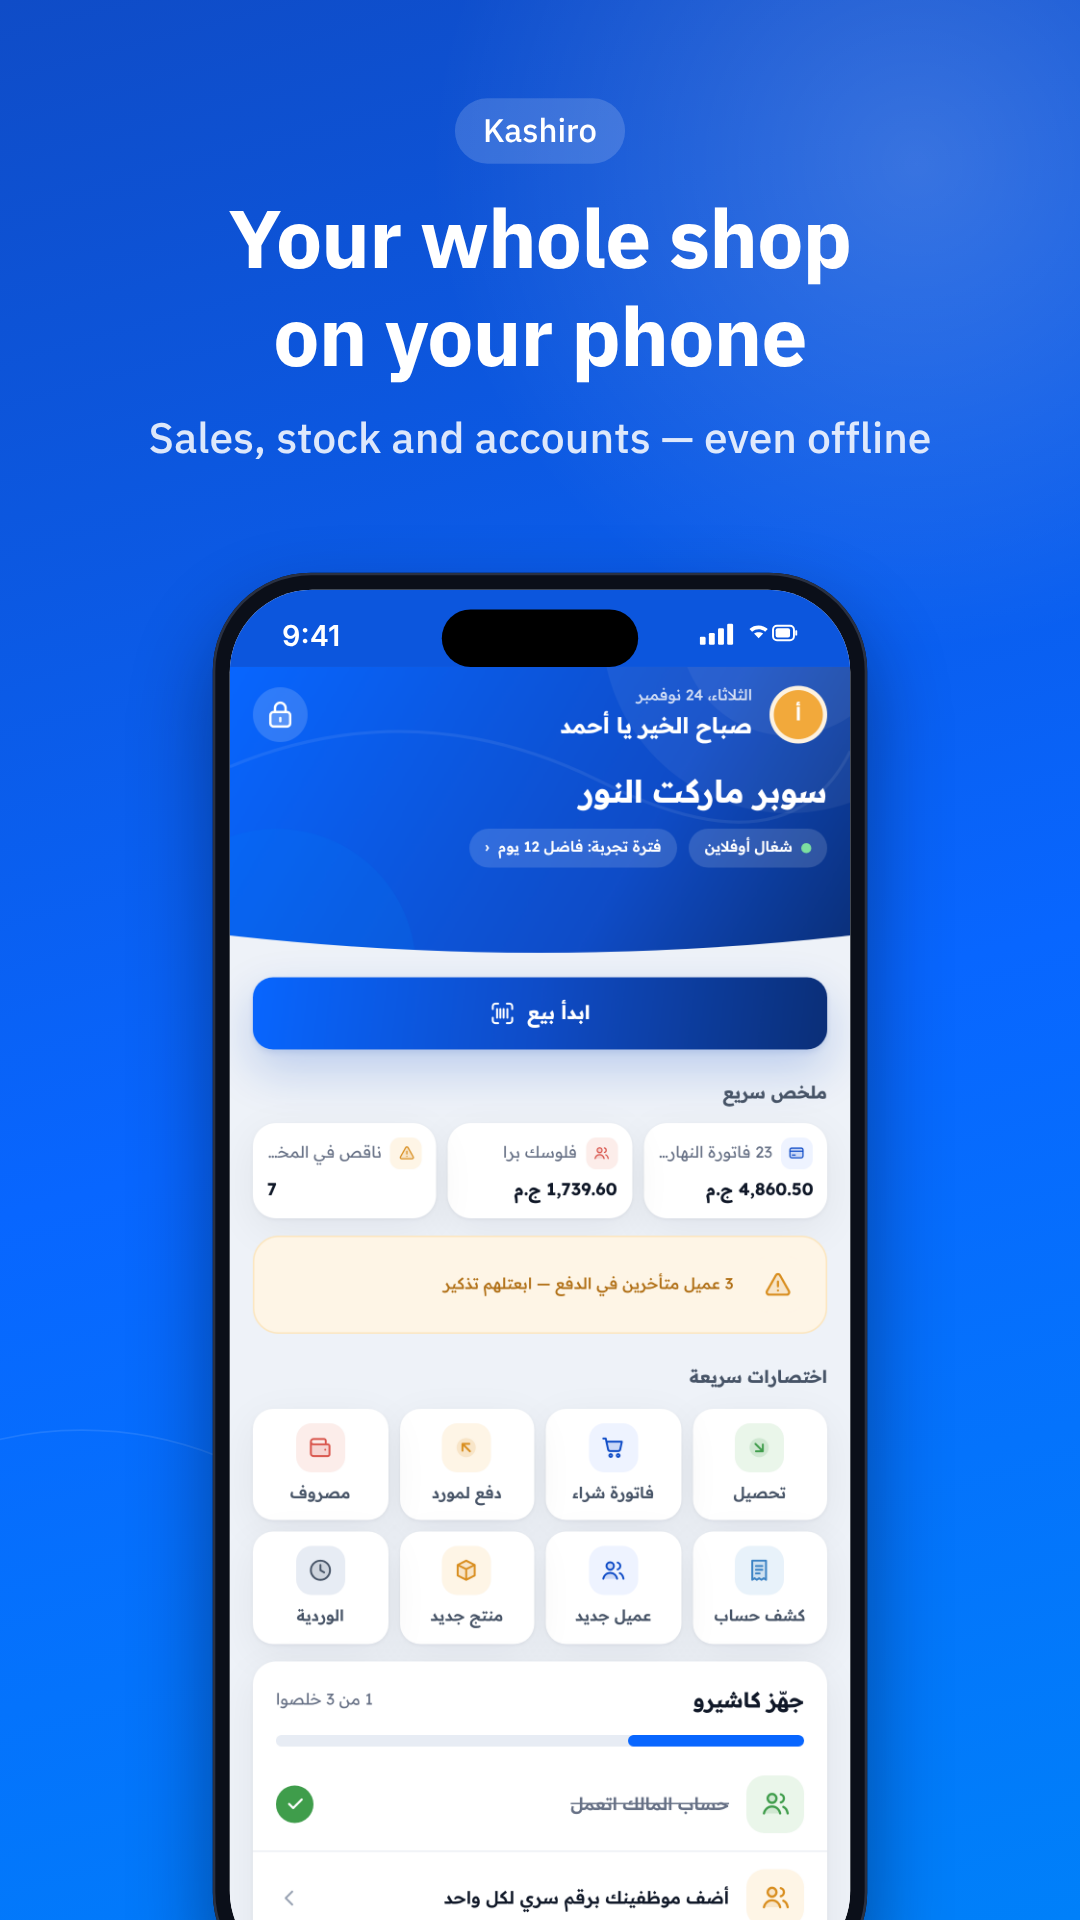 Kashiro
Your whole shop
on your phone
Sales, stock and accounts — even offline
9:41
أ
الثلاثاء، 24 نوفمبر
صباح الخير يا أحمد
سوبر ماركت النور
شغال أوفلاين
فترة تجربة: فاضل 12 يوم ‹
ابدأ بيع
ملخص سريع
23 فاتورة النهار...
4,860.50 ج.م
فلوسك برا
1,739.60 ج.م
ناقص في المخ...
7
3 عميل متأخرين في الدفع — ابعتلهم تذكير
اختصارات سريعة
تحصيل
فاتورة شراء
دفع لمورد
مصروف
كشف حساب
عميل جديد
منتج جديد
الوردية
جهّز كاشيرو
1 من 3 خلصوا
حساب المالك اتعمل
أضف موظفينك برقم سري لكل واحد